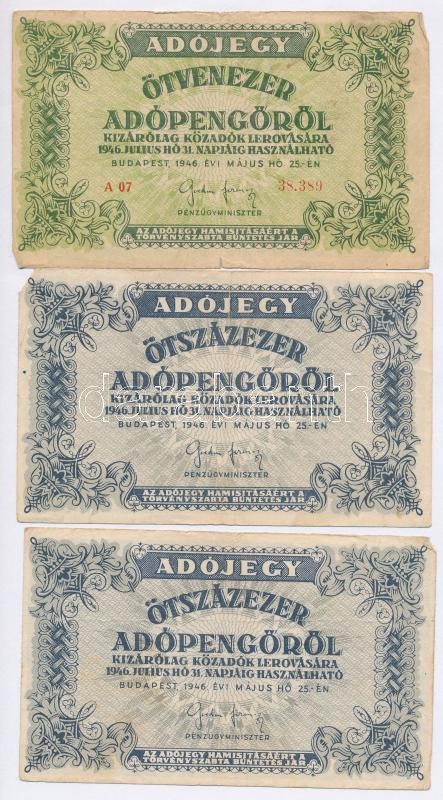 ADÓJEGY
ÖTVENEZER
ADÓPENGŐRŐL
KIZÁRÓLAG KÖZADÓK LEROVÁSÁRA
1946. JULIUS HÓ 31. NAPJÁIG HASZNÁLHATÓ
BUDAPEST, 1946. ÉVI MÁJUS HÓ 25.-ÉN
A 07 38.389
PÉNZÜGYMINISZTER
AZ ADÓJEGY HAMISITÁSAÉRT A
TÖRVÉNYSZABTA BÜNTETÉS JÁR.
ADÓJEGY
ÖTSZÁZEZER
ADÓPENGŐRŐL
KIZÁRÓLAG KÖZADÓK LEROVÁSÁRA
1946. JULIUS HÓ 31. NAPJÁIG HASZNÁLHATÓ
BUDAPEST, 1946. ÉVI MÁJUS HÓ 25.-ÉN
PÉNZÜGYMINISZTER
AZ ADÓJEGY HAMISITÁSAÉRT A
TÖRVÉNYSZABTA BÜNTETÉS JÁR.
ADÓJEGY
ÖTSZÁZEZER
ADÓPENGŐRŐL
KIZÁRÓLAG KÖZADÓK LEROVÁSÁRA
1946. JULIUS HÓ 31. NAPJÁIG HASZNÁLHATÓ
BUDAPEST, 1946. ÉVI MÁJUS HÓ 25.-ÉN
PÉNZÜGYMINISZTER
AZ ADÓJEGY HAMISITÁSAÉRT A
TÖRVÉNYSZABTA BÜNTETÉS JÁR.